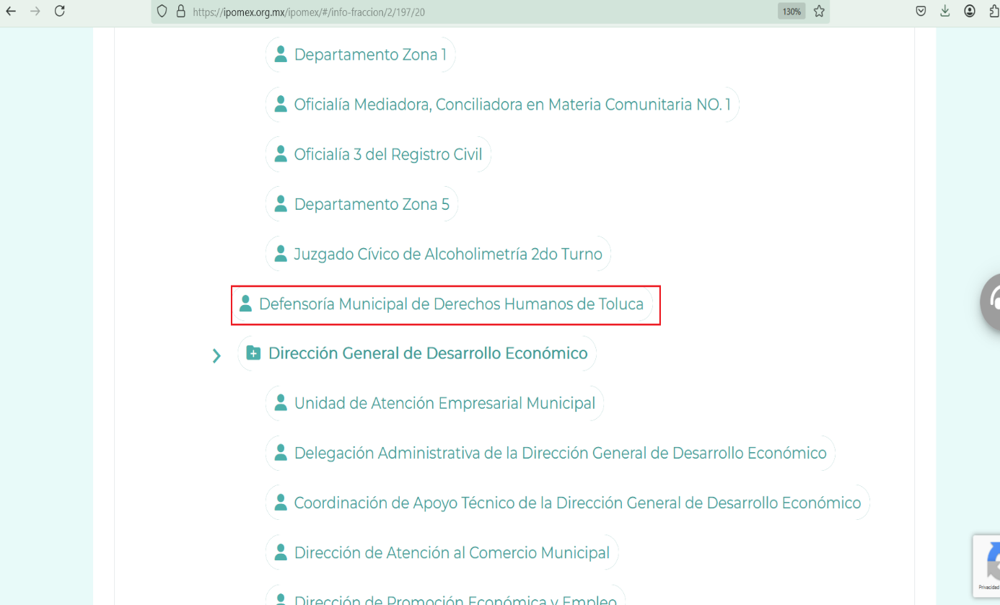 https://ipomex.org.mx/ipomex/#/info-fraccion/2/197/20
130%
Departamento Zona 1
Oficialía Mediadora, Conciliadora en Materia Comunitaria NO. 1
Oficialía 3 del Registro Civil
Departamento Zona 5
Juzgado Cívico de Alcoholimetría 2do Turno
Defensoría Municipal de Derechos Humanos de Toluca
Dirección General de Desarrollo Económico
Unidad de Atención Empresarial Municipal
Delegación Administrativa de la Dirección General de Desarrollo Económico
Coordinación de Apoyo Técnico de la Dirección General de Desarrollo Económico
Dirección de Atención al Comercio Municipal
Dirección de Promoción Económica y Empleo
Privacidad